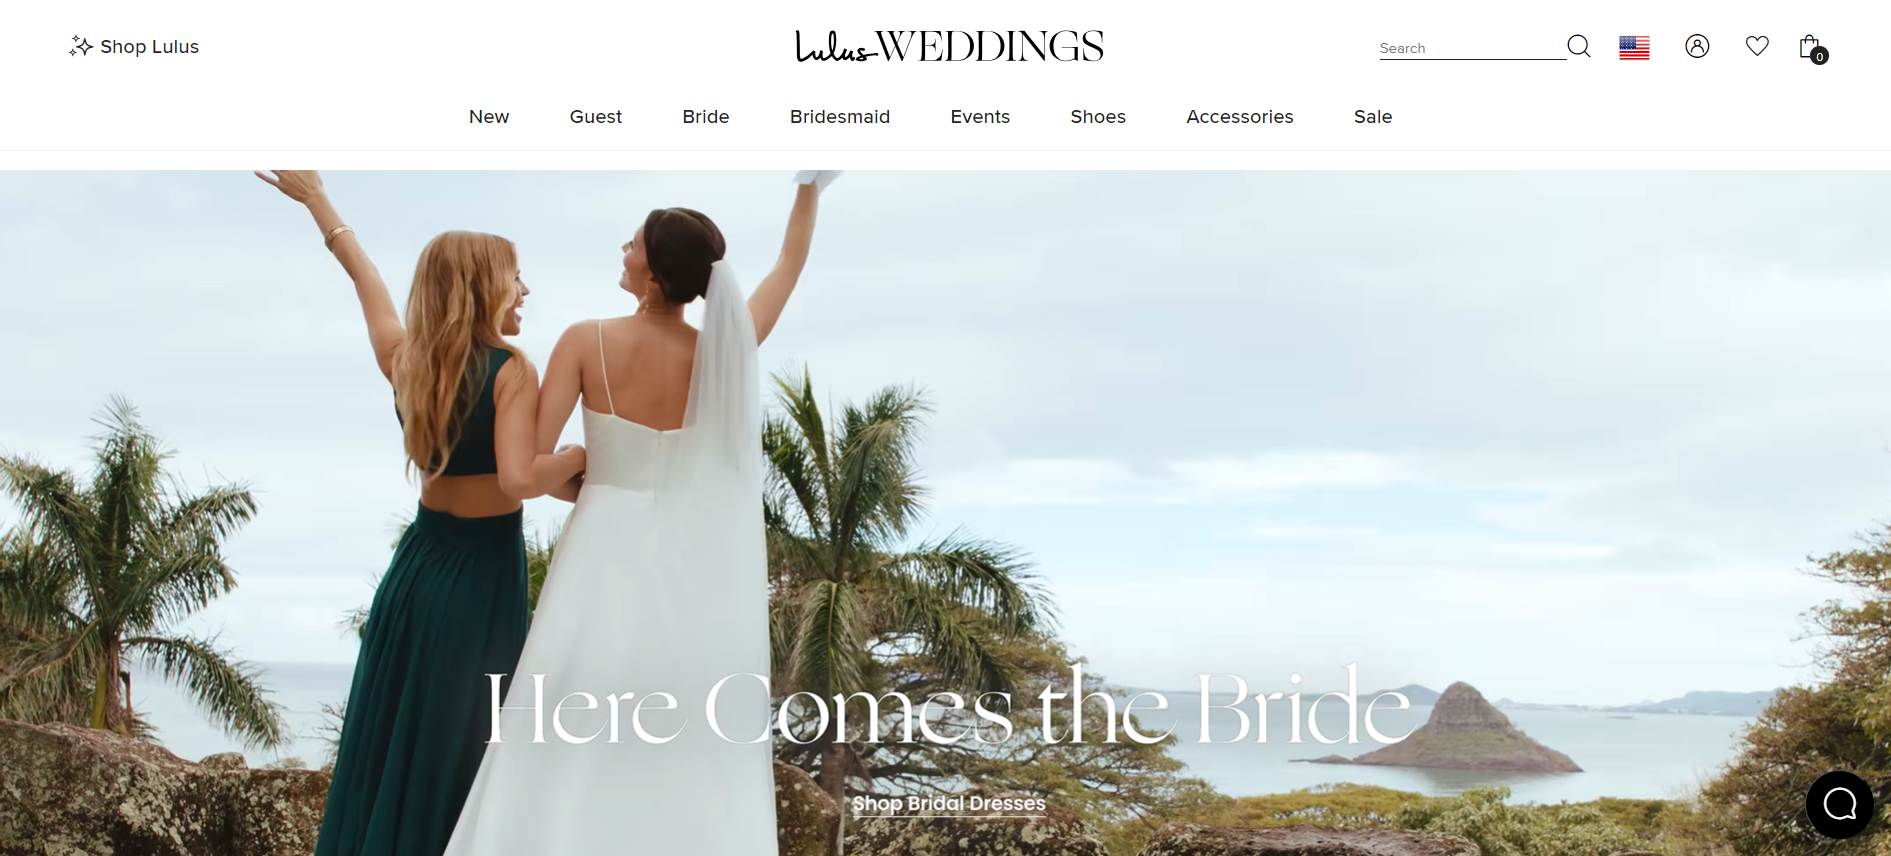 Shop Lulus
Lulus WEDDINGS
Search
0
New Guest Bride Bridesmaid Events Shoes Accessories Sale
Here Comes the Bride
Shop Bridal Dresses